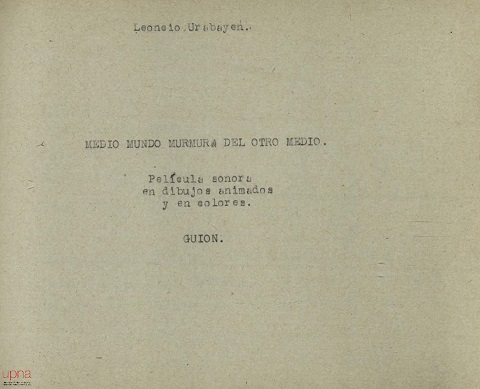 Leoncio Urabayen.
MEDIO MUNDO MURMURA DEL OTRO MEDIO.
Película sonora
en dibujos animados
y en colores.
GUION.
upna